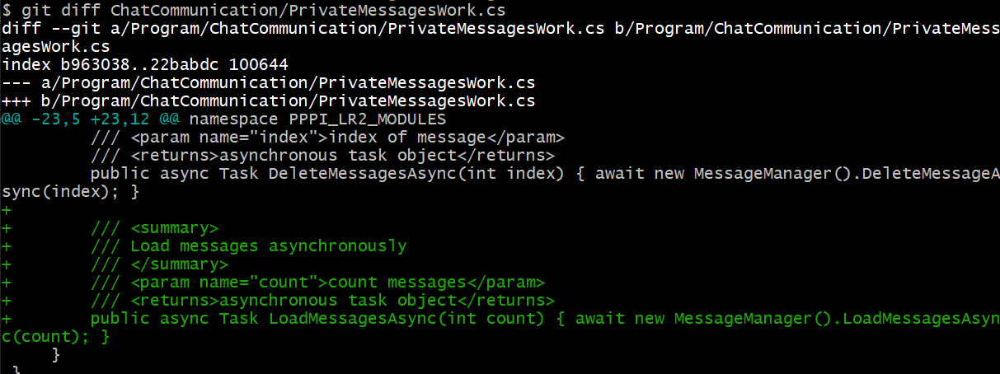 $ git diff ChatCommunication/PrivateMessagesWork.cs
diff --git a/Program/ChatCommunication/PrivateMessagesWork.cs b/Program/ChatCommunication/PrivateMess
agesWork.cs
index b963038..22babdc 100644
--- a/Program/ChatCommunication/PrivateMessagesWork.cs
+++ b/Program/ChatCommunication/PrivateMessagesWork.cs
@@ -23,5 +23,12 @@ namespace PPPI_LR2_MODULES
         /// <param name="index">index of message</param>
         /// <returns>asynchronous task object</returns>
         public async Task DeleteMessagesAsync(int index) { await new MessageManager().DeleteMessageA
sync(index); }
+
+        /// <summary>
+        /// Load messages asynchronously
+        /// </summary>
+        /// <param name="count">count messages</param>
+        /// <returns>asynchronous task object</returns>
+        public async Task LoadMessagesAsync(int count) { await new MessageManager().LoadMessagesAsyn
c(count); }
     }
 }